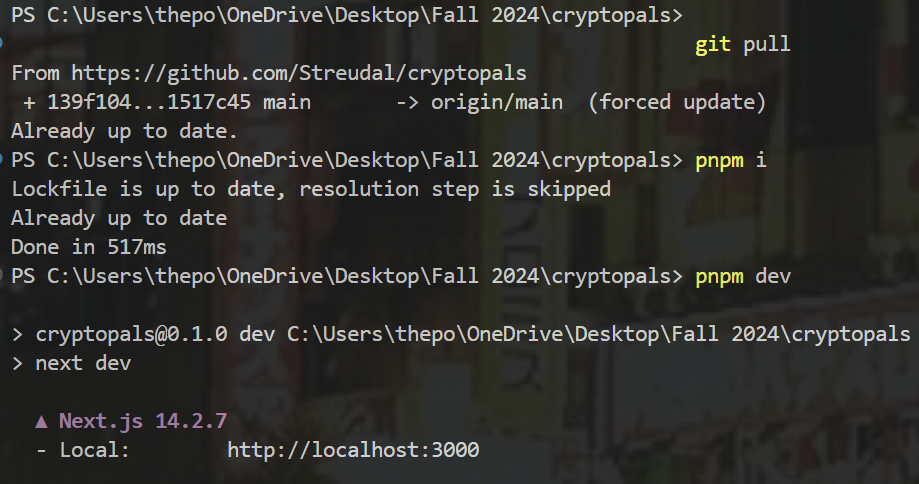 PS C:\Users\thepo\OneDrive\Desktop\Fall 2024\cryptopals>
git pull
From https://github.com/Streudal/cryptopals
 + 139f104...1517c45 main       -> origin/main  (forced update)
Already up to date.
PS C:\Users\thepo\OneDrive\Desktop\Fall 2024\cryptopals> pnpm i
Lockfile is up to date, resolution step is skipped
Already up to date
Done in 517ms
PS C:\Users\thepo\OneDrive\Desktop\Fall 2024\cryptopals> pnpm dev
> cryptopals@0.1.0 dev C:\Users\thepo\OneDrive\Desktop\Fall 2024\cryptopals
> next dev
▲ Next.js 14.2.7
- Local:        http://localhost:3000